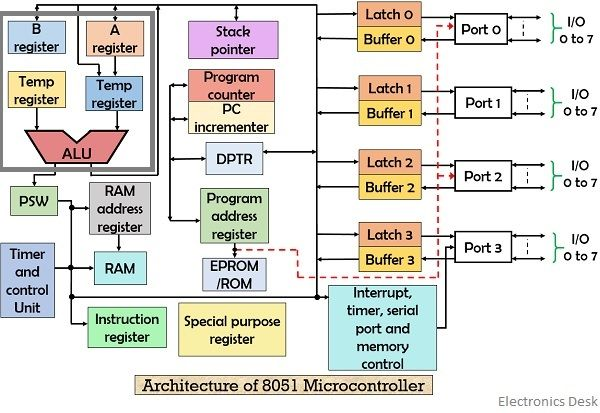 B
register
A
register
Temp
register
Temp
register
ALU
PSW
RAM
address
register
RAM
Timer
and
control
Unit
Instruction
register
Stack
pointer
Program
counter
PC
incrementer
DPTR
Program
address
register
EPROM
/ROM
Special purpose
register
Latch 0
Buffer 0
Port 0
I/O
0 to 7
Latch 1
Buffer 1
Port 1
I/O
0 to 7
Latch 2
Buffer 2
Port 2
I/O
0 to 7
Latch 3
Buffer 3
Port 3
I/O
0 to 7
Interrupt,
timer, serial
port and
memory
control
Architecture of 8051 Microcontroller
Electronics Desk